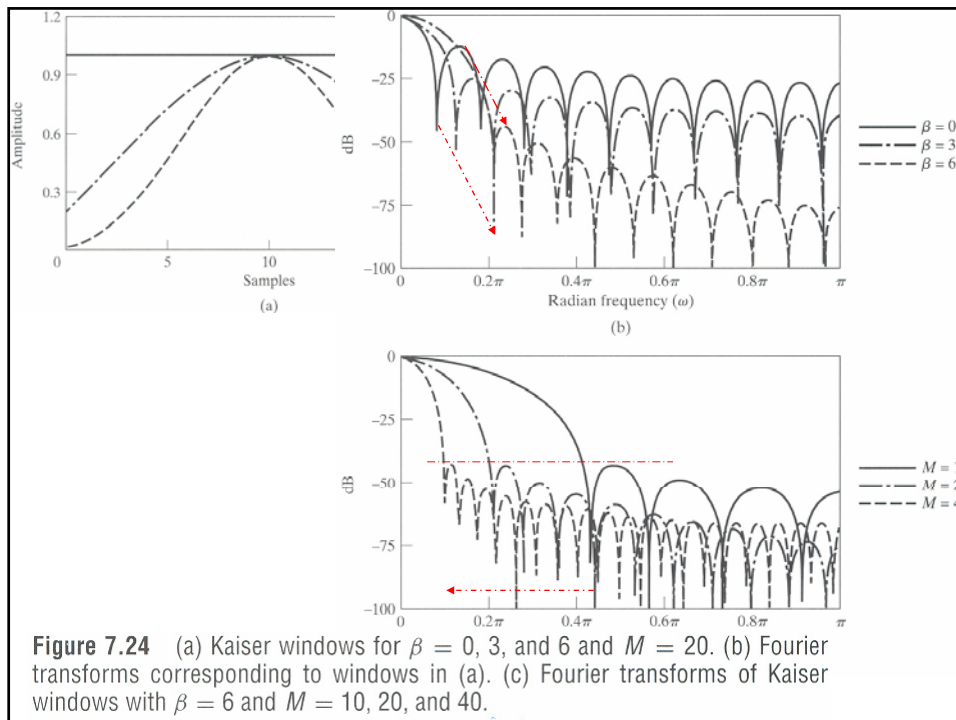 1.2
0.9
0.6
0.3
0
Amplitude
5
10
Samples
(a)
0
−25
−50
−75
−100
dB
0
0.2π
0.4π
0.6π
0.8π
π
Radian frequency (ω)
(b)
β = 0
β = 3
β = 6
0
−25
−50
−75
−100
dB
0
0.2π
0.4π
0.6π
0.8π
π
M = 1
M = 2
M = 4
Figure 7.24 (a) Kaiser windows for β = 0, 3, and 6 and M = 20. (b) Fourier
transforms corresponding to windows in (a). (c) Fourier transforms of Kaiser
windows with β = 6 and M = 10, 20, and 40.